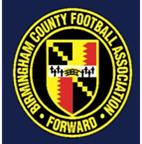 BIRMINGHAM COUNTY FOOTBALL ASSOCIATION
• FORWARD •